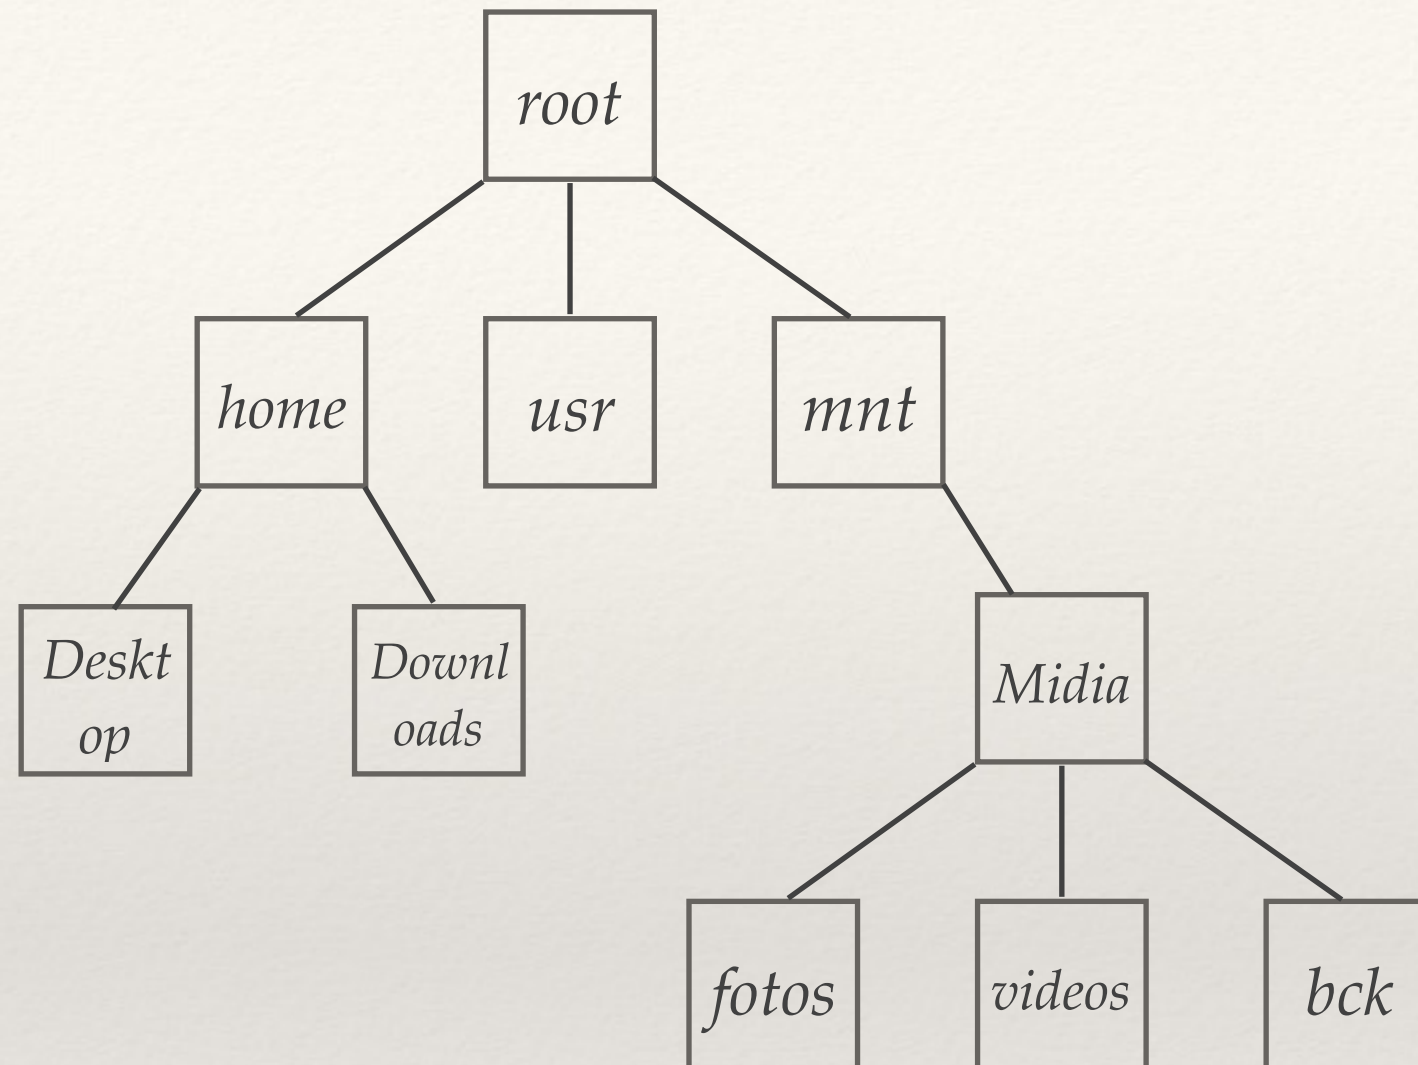 root
home
usr
mnt
Deskt
op
Downl
oads
Midia
fotos
videos
bck